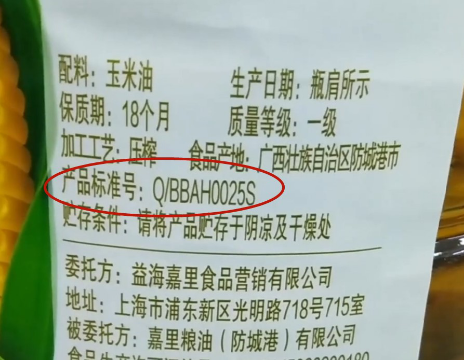 配料：玉米油 生产日期：瓶肩所示
保质期：18个月 质量等级：一级
加工工艺：压榨 食品产地：广西壮族自治区防城港市
产品标准号：Q/BBAH0025S
贮存条件：请将产品贮存于阴凉及干燥处
委托方：益海嘉里食品营销有限公司
地址：上海市浦东新区光明路718号715室
被委托方：嘉里粮油（防城港）有限公司